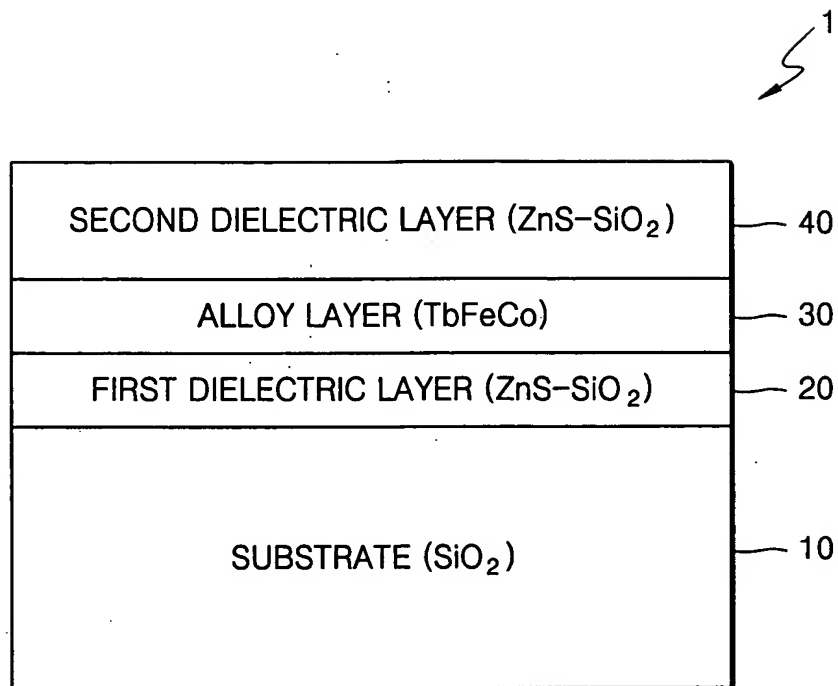 1
SECOND DIELECTRIC LAYER (ZnS-SiO₂)
40
ALLOY LAYER (TbFeCo)
30
FIRST DIELECTRIC LAYER (ZnS-SiO₂)
20
SUBSTRATE (SiO₂)
10